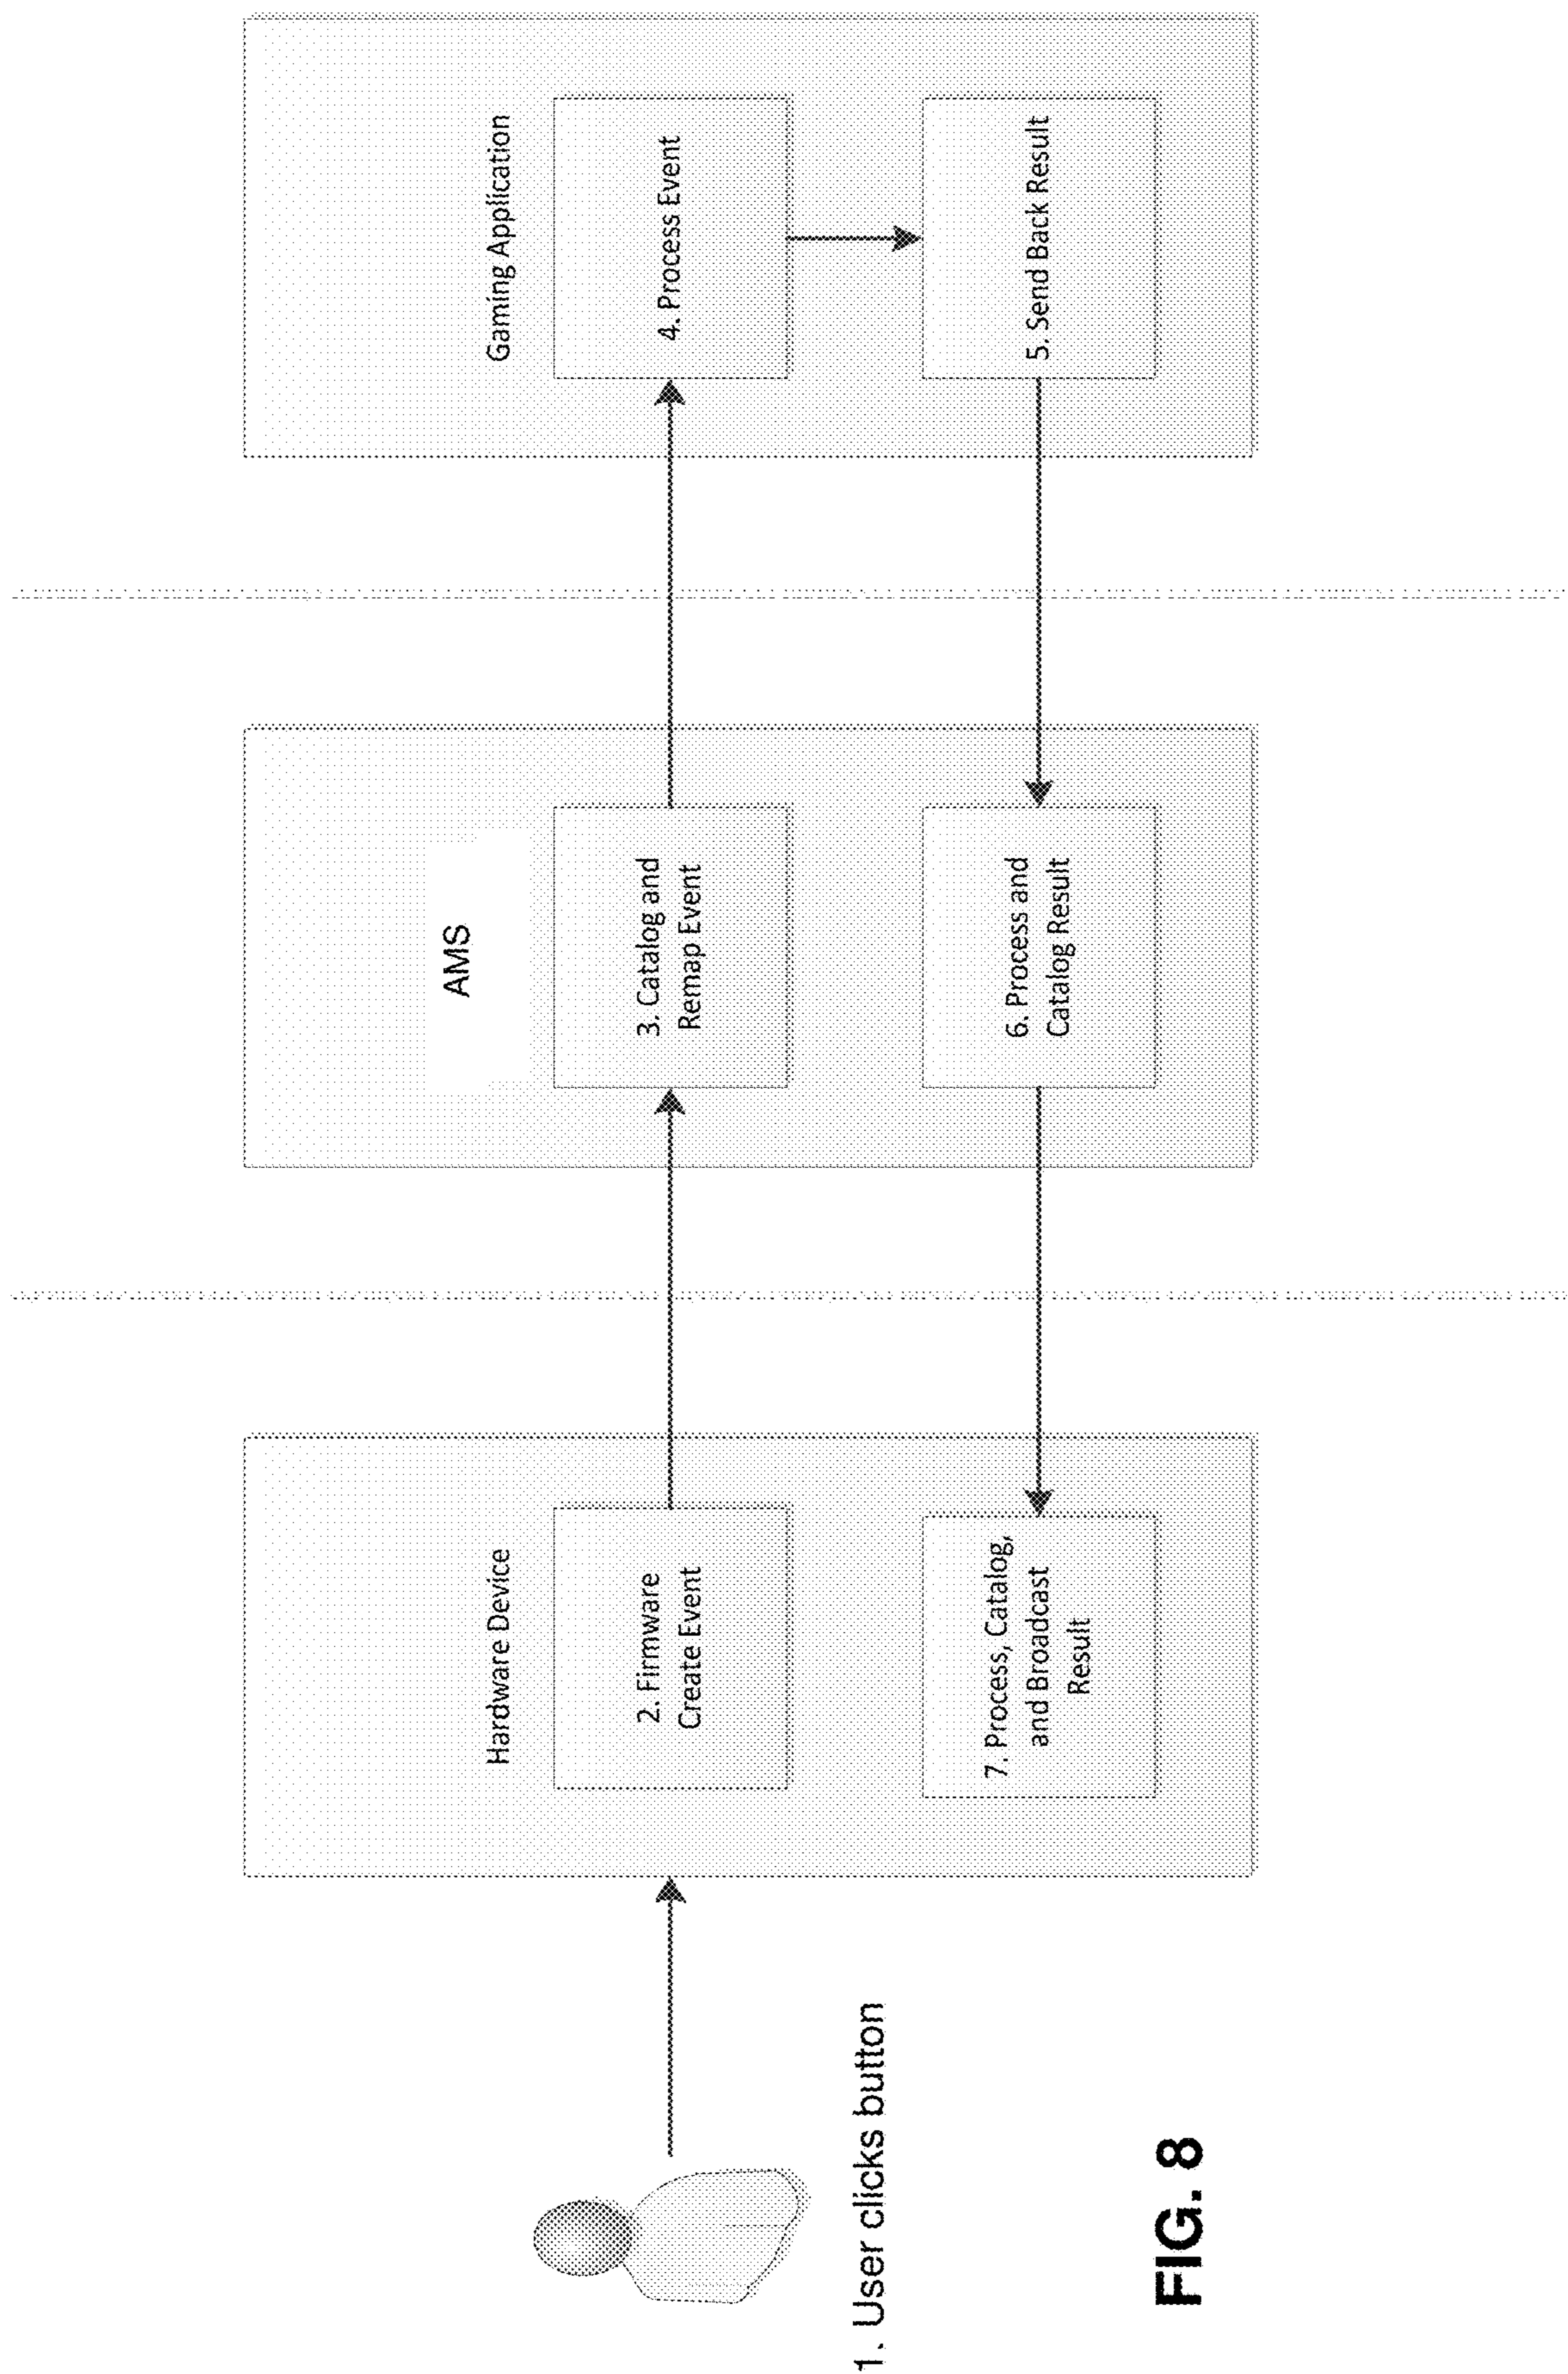 1. User clicks button
Hardware Device
2. Firmware
Create Event
AMS
3. Catalog and
Remap Event
Gaming Application
4. Process Event
5. Send Back Result
6. Process and
Catalog Result
7. Process, Catalog,
and Broadcast
Result
FIG. 8